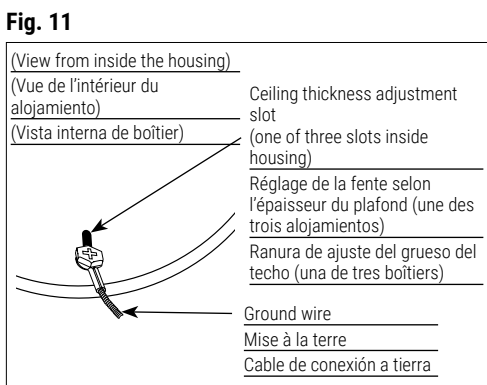 Fig. 11
(View from inside the housing)
(Vue de l'intérieur du
alojamiento)
(Vista interna de boîtier)
Ceiling thickness adjustment
slot
(one of three slots inside
housing)
Réglage de la fente selon
l'épaisseur du plafond (une des
trois alojamientos)
Ranura de ajuste del grueso del
techo (una de tres boîtiers)
Ground wire
Mise à la terre
Cable de conexión a tierra